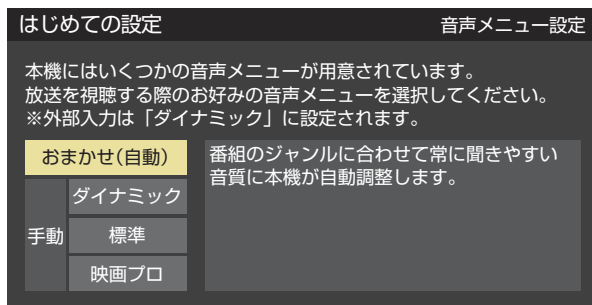 はじめての設定 音声メニュー設定
本機にはいくつかの音声メニューが用意されています。
放送を視聴する際のお好みの音声メニューを選択してください。
※外部入力は「ダイナミック」に設定されます。
おまかせ(自動)
手動
ダイナミック
標準
映画プロ
番組のジャンルに合わせて常に聞きやすい
音質に本機が自動調整します。